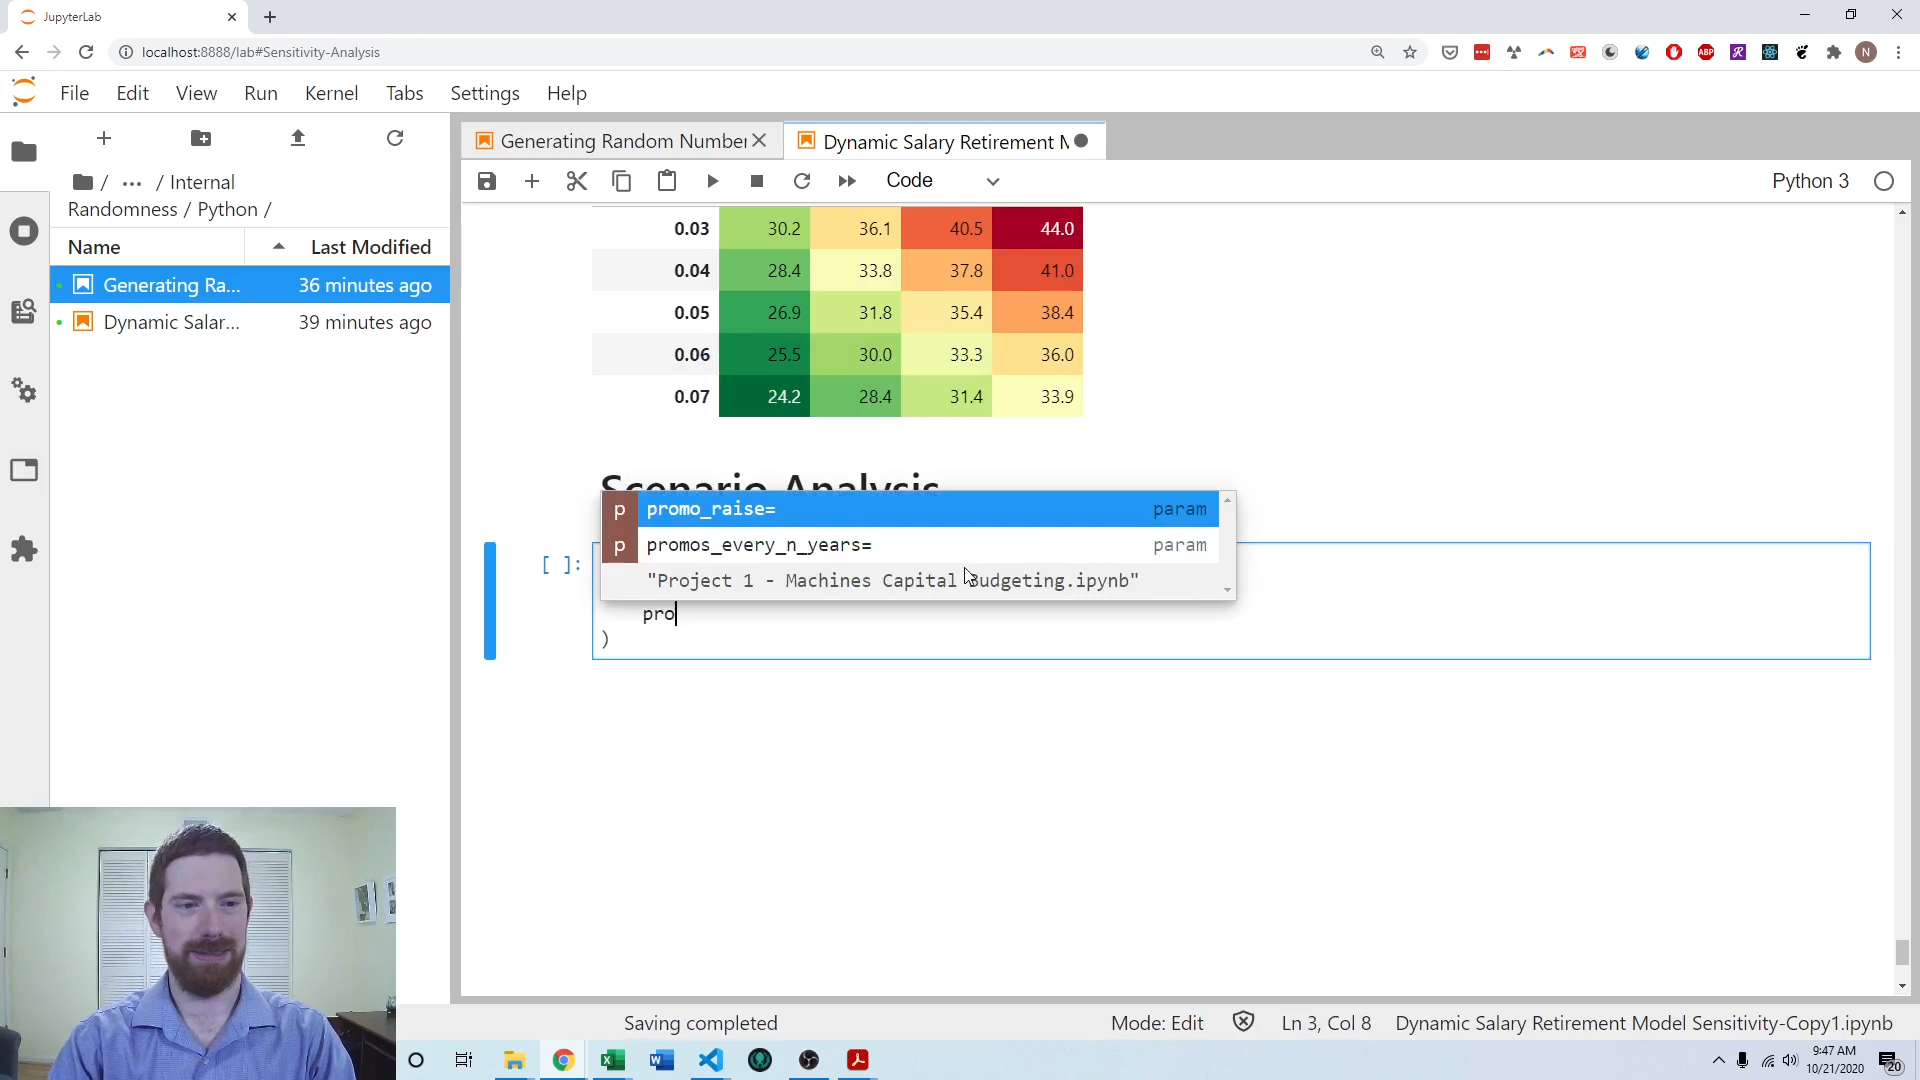 JupyterLab
localhost:8888/lab#Sensitivity-Analysis
N
File Edit View Run Kernel Tabs Settings Help
Generating Random Number
Dynamic Salary Retirement M
/ ... / Internal
Randomness / Python /
Code
Python 3
Name Last Modified
Generating Ra... 36 minutes ago
Dynamic Salar... 39 minutes ago
0.03 30.2 36.1 40.5 44.0
0.04 28.4 33.8 37.8 41.0
0.05 26.9 31.8 35.4 38.4
0.06 25.5 30.0 33.3 36.0
0.07 24.2 28.4 31.4 33.9
Scenario Analysis
p promo_raise= param
[ ]: p promos_every_n_years= param
"Project 1 - Machines Capital Budgeting.ipynb"
pro
)
Saving completed Mode: Edit Ln 3, Col 8 Dynamic Salary Retirement Model Sensitivity-Copy1.ipynb
9:47 AM
10/21/2020
20